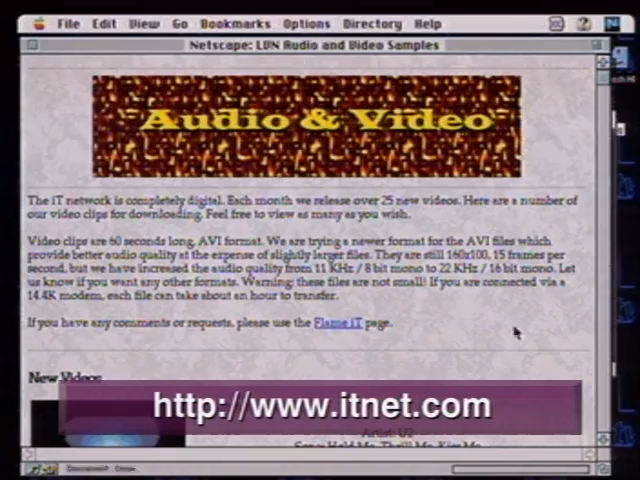 File Edit View Go Bookmarks Options Directory Help
Netscape: LVN Audio and Video Samples
Audio & Video
The iT network is completely digital. Each month we release over 25 new videos. Here are a number of
our video clips for downloading. Feel free to view as many as you wish.
Video clips are 60 seconds long, AVI format. We are trying a newer format for the AVI files which
provide better audio quality at the expense of slightly larger files. They are still 160x100, 15 frames per
second, but we have increased the audio quality from 11 KHz / 8 bit mono to 22 KHz / 16 bit mono. Let
us know if you want any other formats. Warning: these files are not small! If you are connected via a
14.4K modem, each file can take about an hour to transfer.
If you have any comments or requests, please use the Flame iT page.
New Videos
http://www.itnet.com
Artist: U2
Song: Hold Me, Thrill Me, Kiss Me